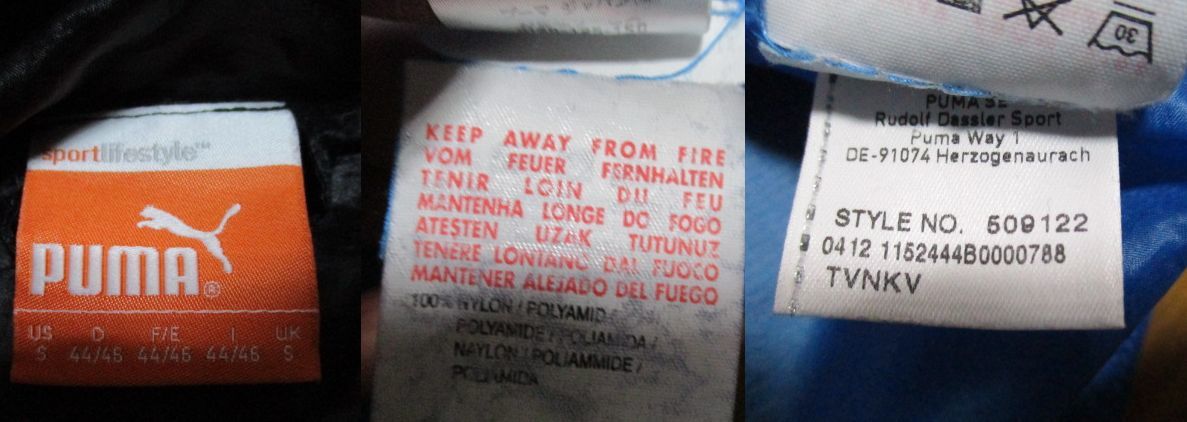 sportlifestyle™
PUMA®
US D F/E I UK
S 44/46 44/46 44/46 S
KEEP AWAY FROM FIRE
VOM FEUER FERNHALTEN
TENIR LOIN DU FEU
MANTENHA LONGE DO FOGO
ATESTEN UZAK TUTUNUZ
TENERE LONTANO DAL FUOCO
MANTENER ALEJADO DEL FUEGO
100% NYLON / POLYAMID /
POLYAMIDE / POLIAMIDA /
NAYLON / POLIAMMIDE /
POLIAMIDA
30
PUMA SE
Rudolf Dassler Sport
Puma Way 1
DE-91074 Herzogenaurach
STYLE NO. 509122
0412 1152444B0000788
TVNKV